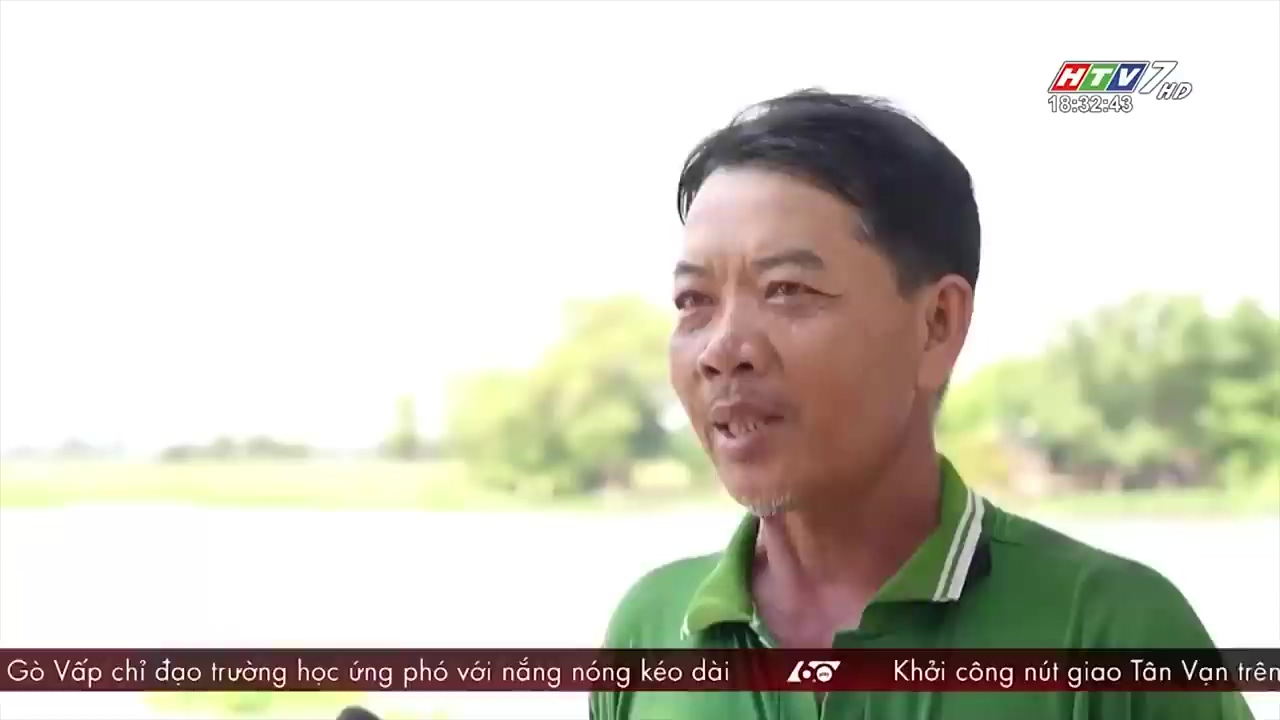 HTV7 HD
18:32:43
Gò Vấp chỉ đạo trường học ứng phó với nắng nóng kéo dài 60 Khởi công nút giao Tân Vạn trên